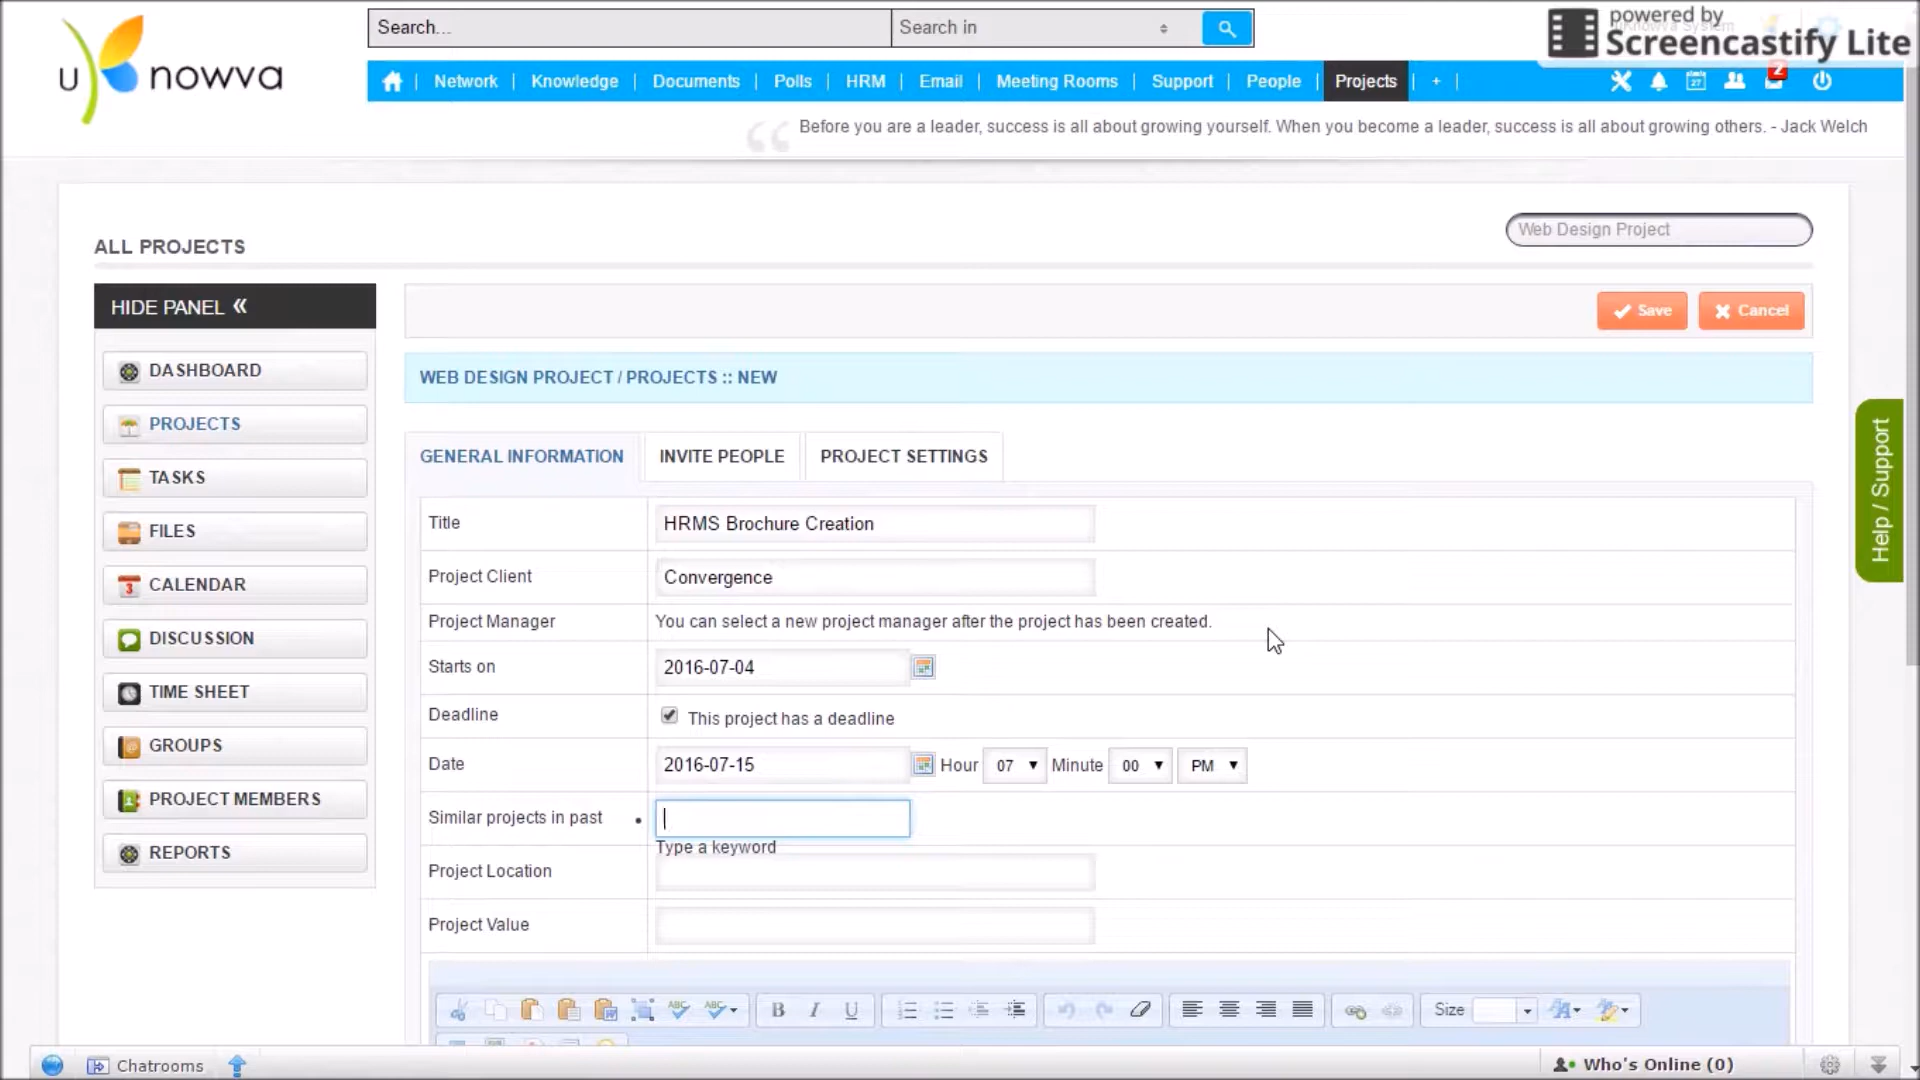 u nowva
Search...
Search in
powered by
Screencastify Lite
Network
Knowledge
Documents
Polls
HRM
Email
Meeting Rooms
Support
People
Projects
+
27
2
Before you are a leader, success is all about growing yourself. When you become a leader, success is all about growing others. - Jack Welch
Web Design Project
ALL PROJECTS
HIDE PANEL «
Save
Cancel
DASHBOARD
PROJECTS
TASKS
FILES
3 CALENDAR
DISCUSSION
TIME SHEET
GROUPS
PROJECT MEMBERS
REPORTS
WEB DESIGN PROJECT / PROJECTS :: NEW
GENERAL INFORMATION
INVITE PEOPLE
PROJECT SETTINGS
Title
HRMS Brochure Creation
Project Client
Convergence
Project Manager
You can select a new project manager after the project has been created.
Starts on
2016-07-04
Deadline
This project has a deadline
Date
2016-07-15
Hour
07
Minute
00
PM
Similar projects in past
Type a keyword
Project Location
Project Value
ABC
ABC
B
I
U
Size
Help / Support
Chatrooms
Who's Online (0)